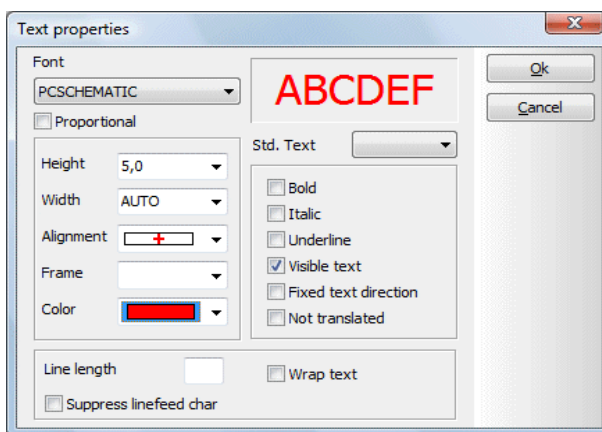 Text properties
Font
PCSCHEMATIC
Proportional
ABCDEF
Ok
Cancel
Std. Text
Height 5,0
Width AUTO
Alignment
Frame
Color
Bold
Italic
Underline
Visible text
Fixed text direction
Not translated
Line length
Wrap text
Suppress linefeed char